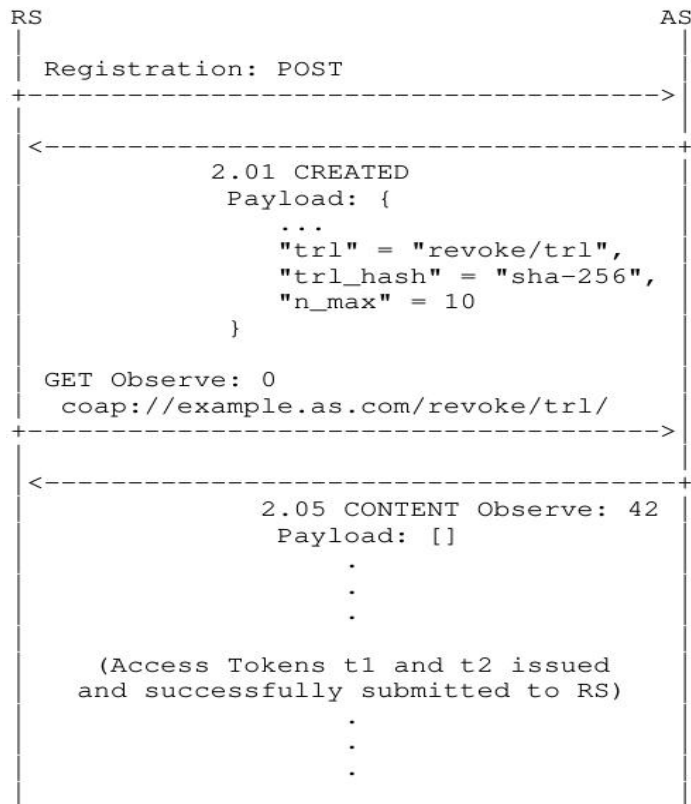 RS AS
Registration: POST
+-------------------------------------->
<--------------------------------------+
2.01 CREATED
Payload: {
...
"trl" = "revoke/trl",
"trl_hash" = "sha-256",
"n_max" = 10
}
GET Observe: 0
coap://example.as.com/revoke/trl/
+-------------------------------------->
<--------------------------------------+
2.05 CONTENT Observe: 42
Payload: []
.
.
.
(Access Tokens t1 and t2 issued
and successfully submitted to RS)
.
.
.